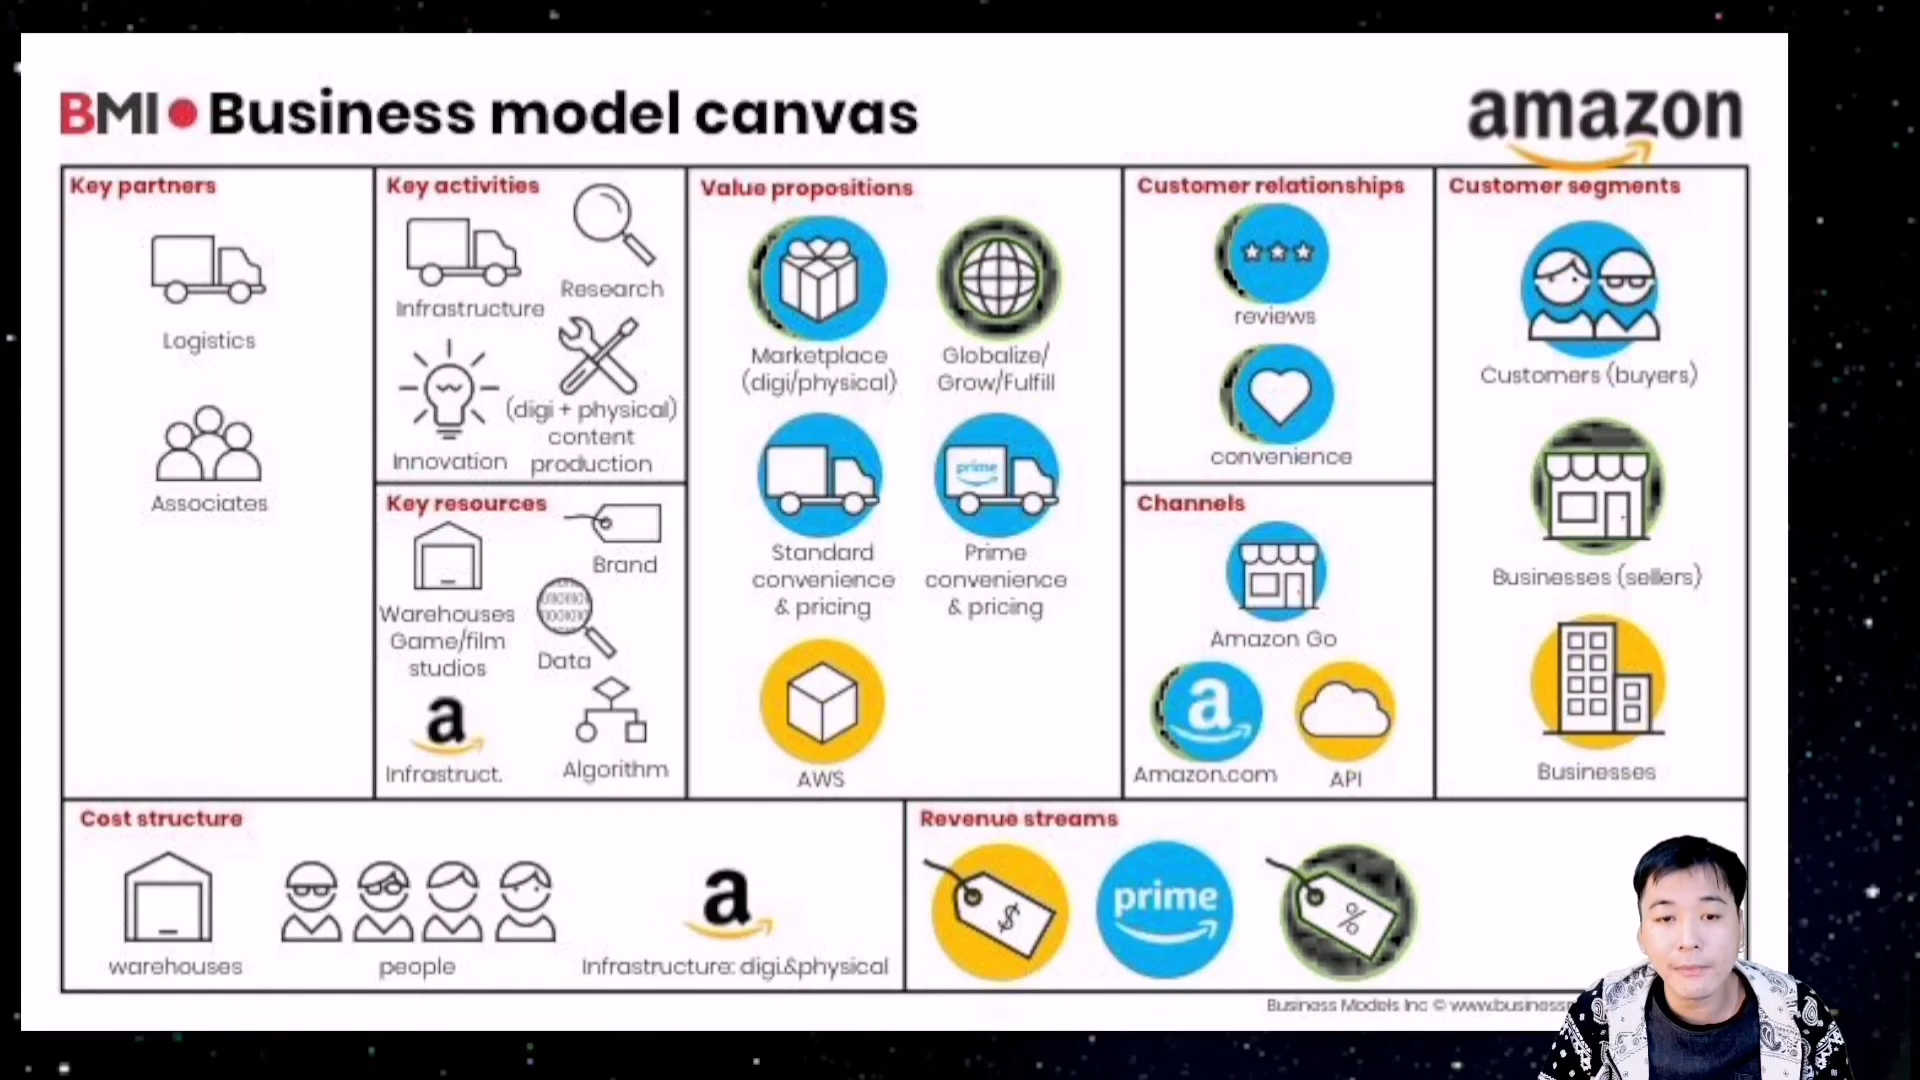 BMI Business model canvas
amazon
Key partners
Logistics
Associates
Key activities
Infrastructure
Research
Innovation
(digi + physical)
content
production
Key resources
Warehouses
Game/film
studios
Brand
Data
a
Infrastruct.
Algorithm
Value propositions
Marketplace
(digi/physical)
Globalize/
Grow/Fulfill
Standard
convenience
& pricing
prime
Prime
convenience
& pricing
AWS
Customer relationships
reviews
convenience
Channels
Amazon Go
a
Amazon.com
API
Customer segments
Customers (buyers)
Businesses (sellers)
Businesses
Cost structure
warehouses
people
a
Infrastructure: digi.&physical
Revenue streams
$
prime
%
Business Models Inc ©